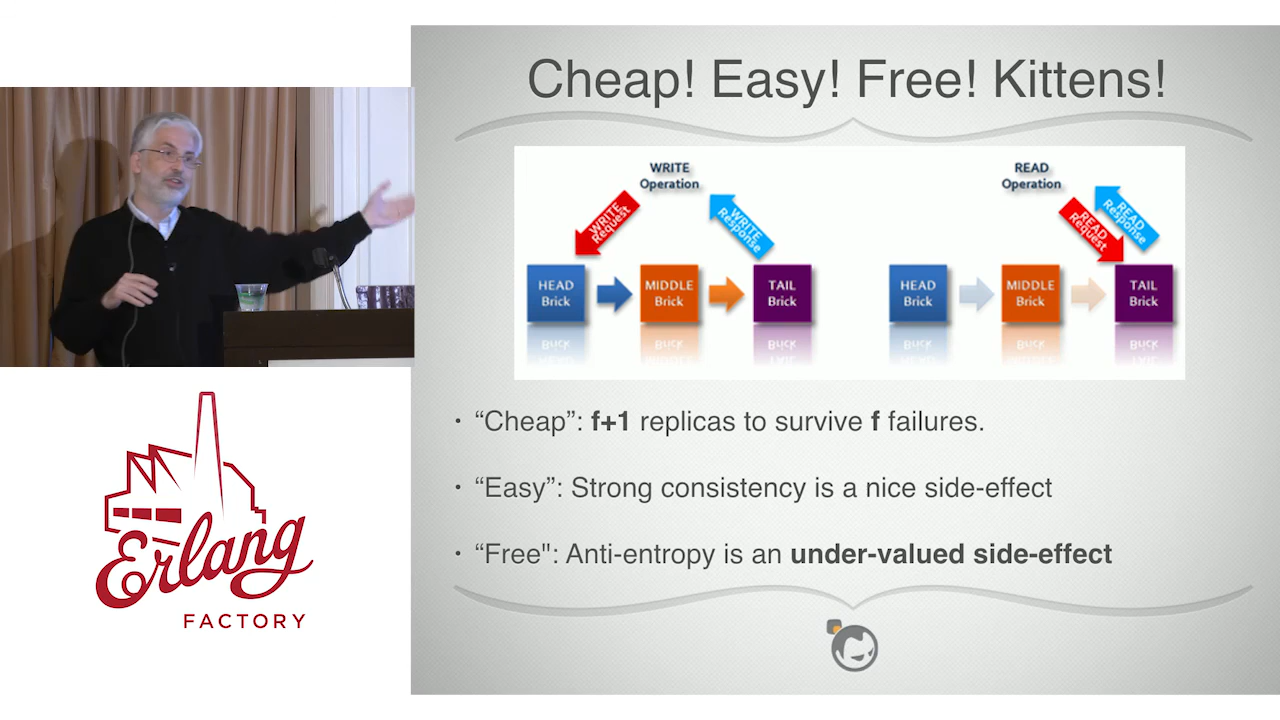 Cheap! Easy! Free! Kittens!
WRITE
Operation
WRITE
Request
WRITE
Response
HEAD
Brick
MIDDLE
Brick
TAIL
Brick
READ
Operation
READ
Request
READ
Response
HEAD
Brick
MIDDLE
Brick
TAIL
Brick
• “Cheap”: f+1 replicas to survive f failures.
• “Easy”: Strong consistency is a nice side-effect
• “Free": Anti-entropy is an under-valued side-effect
Erlang
FACTORY